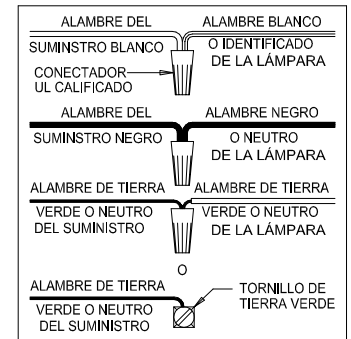 ALAMBRE DEL ALAMBRE BLANCO
SUMINSTRO BLANCO O IDENTIFICADO
DE LA LÁMPARA
CONECTADOR
UL CALIFICADO
ALAMBRE DEL ALAMBRE NEGRO
SUMINSTRO NEGRO O NEUTRO
DE LA LÁMPARA
ALAMBRE DE TIERRA ALAMBRE DE TIERRA
VERDE O NEUTRO VERDE O NEUTRO
DEL SUMINISTRO DE LA LÁMPARA
O
ALAMBRE DE TIERRA TORNILLO DE
TIERRA VERDE
VERDE O NEUTRO
DEL SUMINISTRO